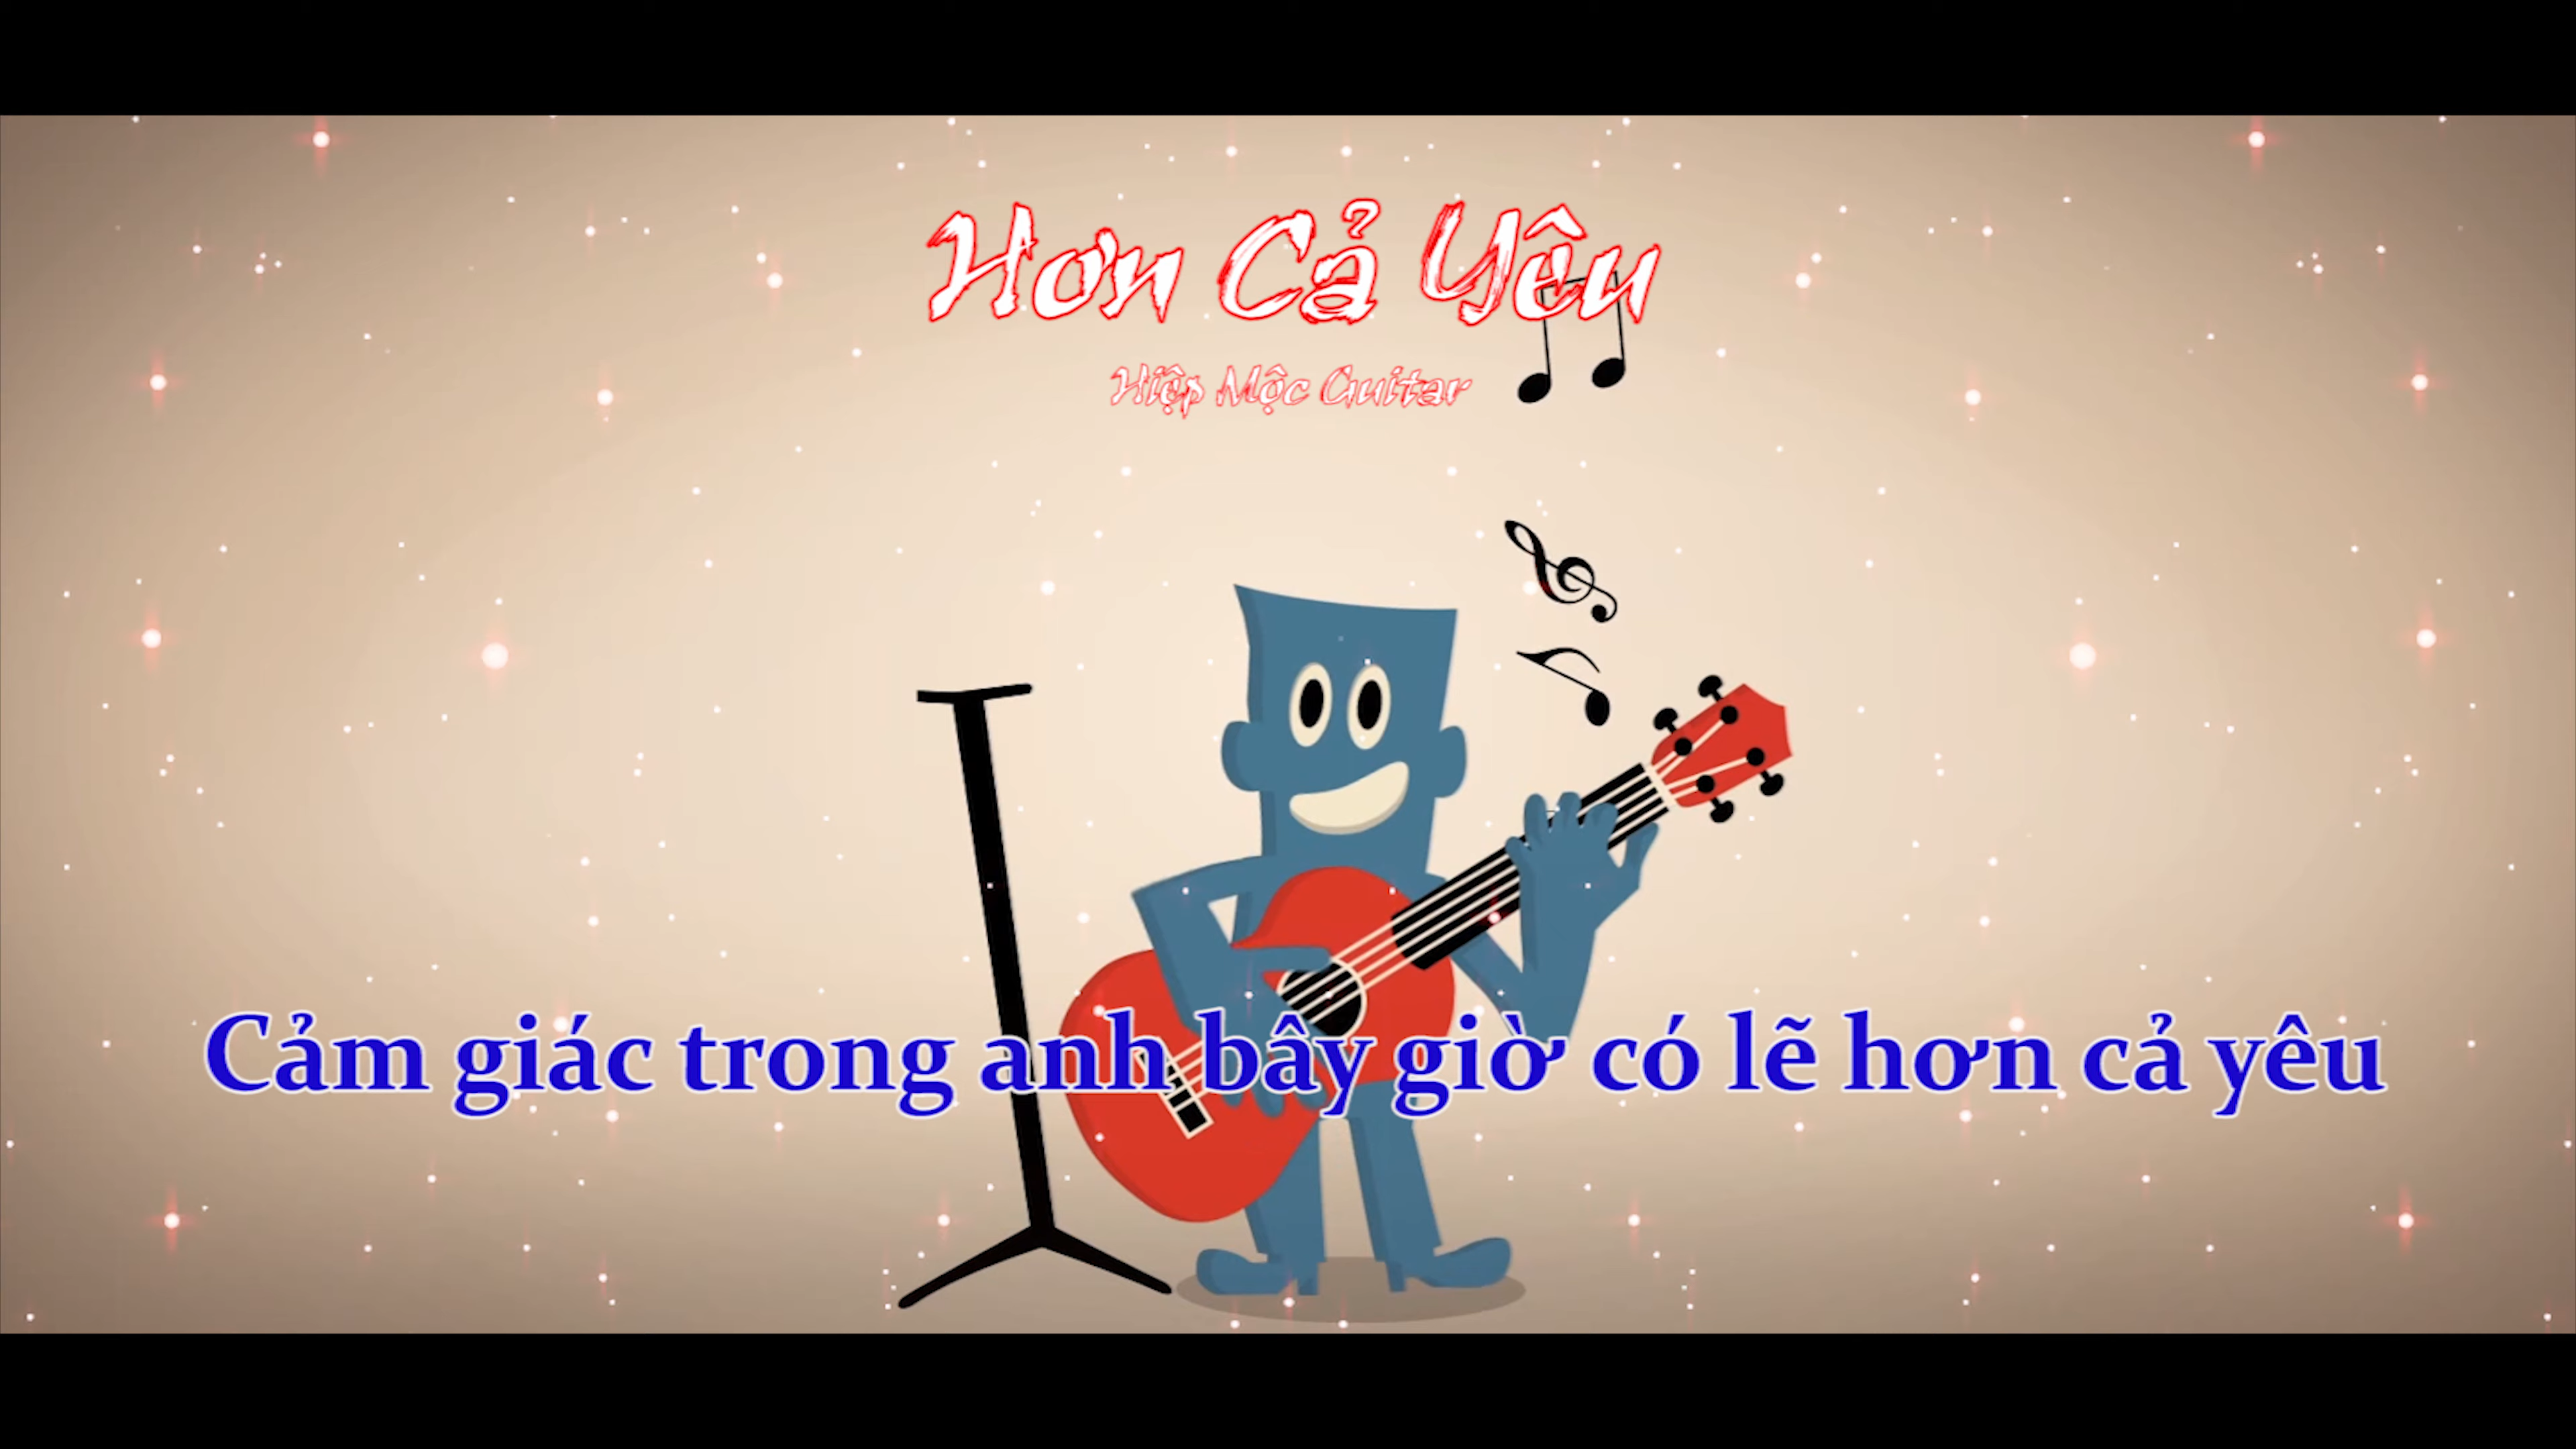 Hơn Cả Yêu
Hiệp Mộc Guitar
Cảm giác trong anh bây giờ có lẽ hơn cả yêu